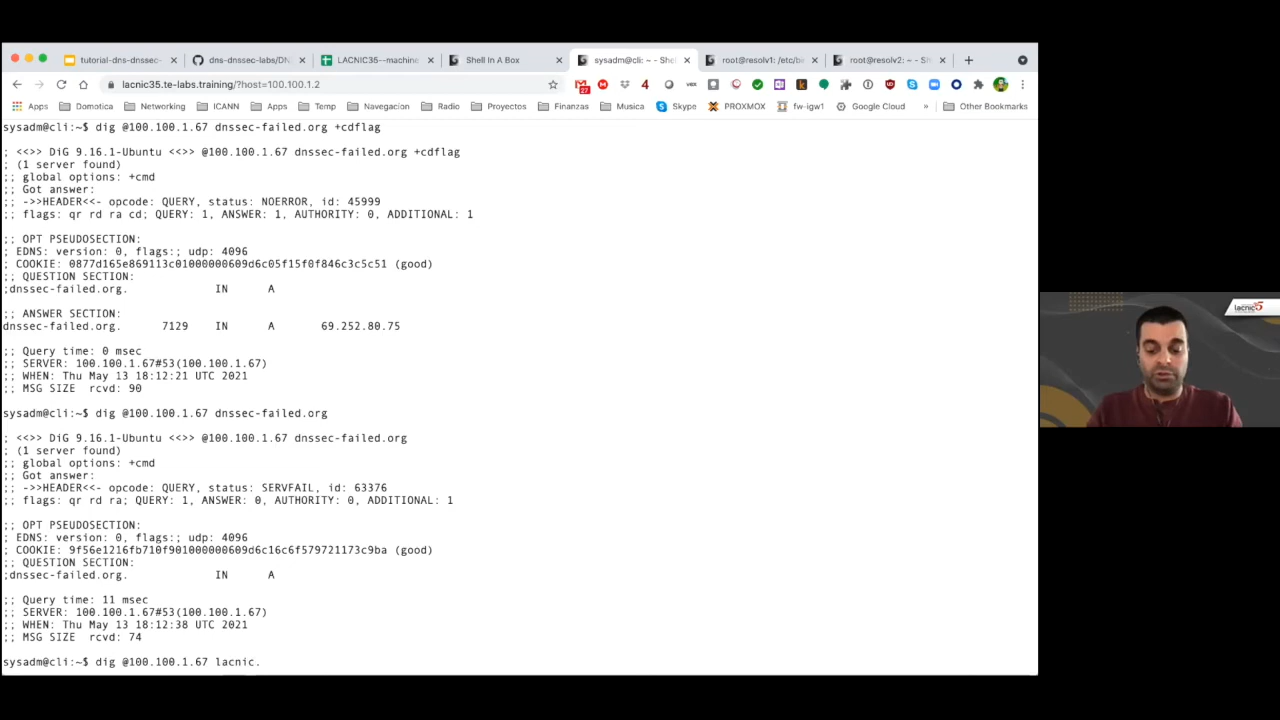 tutorial-dns-dnssec-
dns-dnssec-labs/DN
LACNIC35--machine
Shell In A Box
sysadm@cli: ~ - She
root@resolv1: /etc/be
root@resolv2: ~ - Sh
lacnic35.te-labs.training/?host=100.100.1.2
27
4
Apps
Domotica
Networking
ICANN
Apps
Temp
Navegacion
Radio
Proyectos
Finanzas
Musica
Skype
PROXMOX
fw-igw1
Google Cloud
»
Other Bookmarks
sysadm@cli:~$ dig @100.100.1.67 dnssec-failed.org +cdflag
; <<>> DiG 9.16.1-Ubuntu <<>> @100.100.1.67 dnssec-failed.org +cdflag
; (1 server found)
;; global options: +cmd
;; Got answer:
;; ->>HEADER<<- opcode: QUERY, status: NOERROR, id: 45999
;; flags: qr rd ra cd; QUERY: 1, ANSWER: 1, AUTHORITY: 0, ADDITIONAL: 1
;; OPT PSEUDOSECTION:
; EDNS: version: 0, flags:; udp: 4096
; COOKIE: 0877d165e869113c01000000609d6c05f15f0f846c3c5c51 (good)
;; QUESTION SECTION:
;dnssec-failed.org. IN A
;; ANSWER SECTION:
dnssec-failed.org. 7129 IN A 69.252.80.75
;; Query time: 0 msec
;; SERVER: 100.100.1.67#53(100.100.1.67)
;; WHEN: Thu May 13 18:12:21 UTC 2021
;; MSG SIZE rcvd: 90
sysadm@cli:~$ dig @100.100.1.67 dnssec-failed.org
; <<>> DiG 9.16.1-Ubuntu <<>> @100.100.1.67 dnssec-failed.org
; (1 server found)
;; global options: +cmd
;; Got answer:
;; ->>HEADER<<- opcode: QUERY, status: SERVFAIL, id: 63376
;; flags: qr rd ra; QUERY: 1, ANSWER: 0, AUTHORITY: 0, ADDITIONAL: 1
;; OPT PSEUDOSECTION:
; EDNS: version: 0, flags:; udp: 4096
; COOKIE: 9f56e1216fb710f901000000609d6c16c6f579721173c9ba (good)
;; QUESTION SECTION:
;dnssec-failed.org. IN A
;; Query time: 11 msec
;; SERVER: 100.100.1.67#53(100.100.1.67)
;; WHEN: Thu May 13 18:12:38 UTC 2021
;; MSG SIZE rcvd: 74
sysadm@cli:~$ dig @100.100.1.67 lacnic.
lacnic35